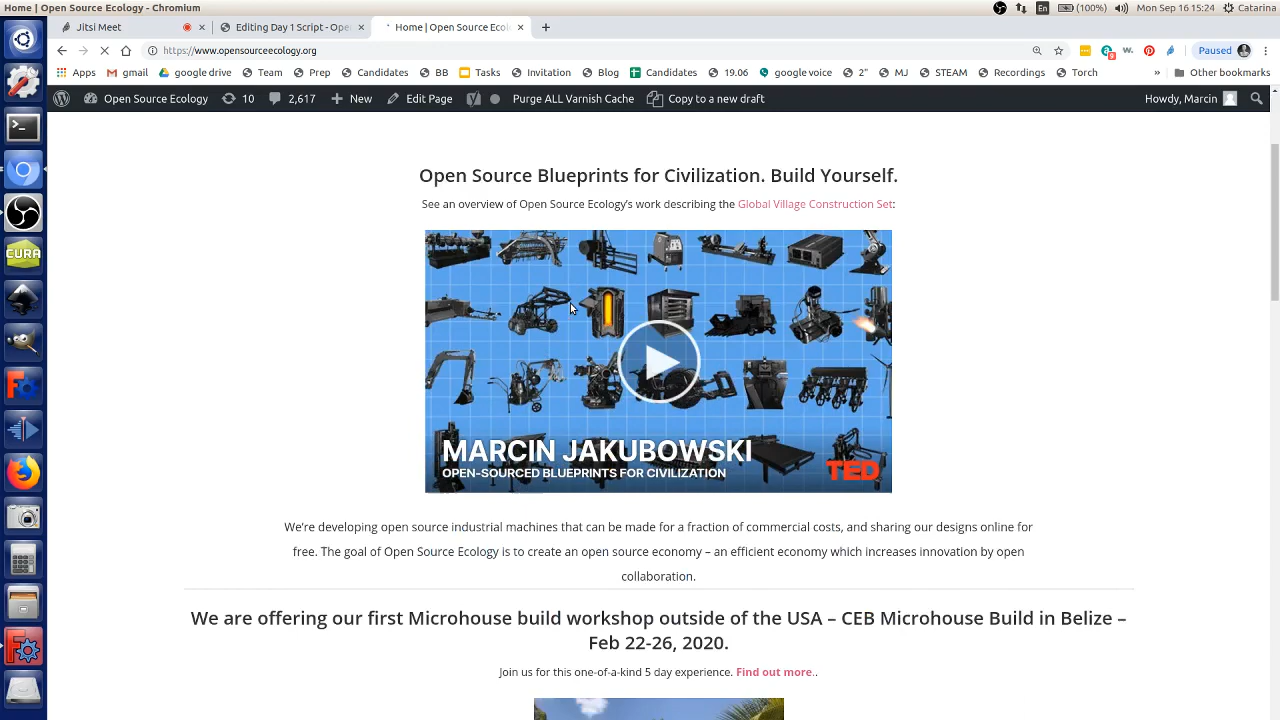 Home | Open Source Ecology - Chromium
En (100%) Mon Sep 16 15:24 Catarina
Jitsi Meet Editing Day 1 Script - Ope Home | Open Source Ecol
https://www.opensourceecology.org Paused
Apps gmail google drive Team Prep Candidates BB Tasks Invitation Blog Candidates 19.06 google voice 2" MJ STEAM Recordings Torch » Other bookmarks
Open Source Ecology 10 2,617 New Edit Page Purge ALL Varnish Cache Copy to a new draft Howdy, Marcin
Open Source Blueprints for Civilization. Build Yourself.
See an overview of Open Source Ecology's work describing the Global Village Construction Set:
MARCIN JAKUBOWSKI
OPEN-SOURCED BLUEPRINTS FOR CIVILIZATION
TED
We're developing open source industrial machines that can be made for a fraction of commercial costs, and sharing our designs online for
free. The goal of Open Source Ecology is to create an open source economy – an efficient economy which increases innovation by open
collaboration.
We are offering our first Microhouse build workshop outside of the USA – CEB Microhouse Build in Belize –
Feb 22-26, 2020.
Join us for this one-of-a-kind 5 day experience. Find out more..
CURA